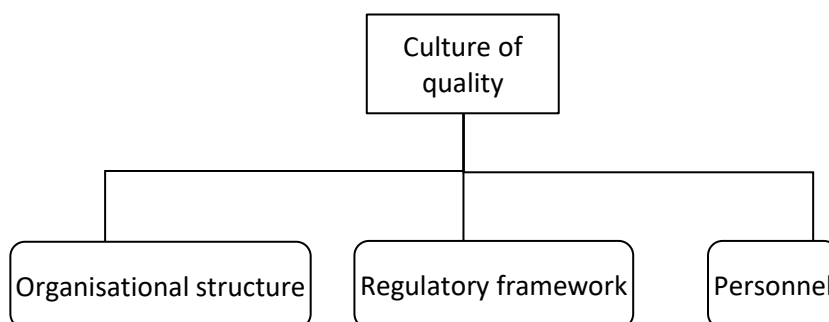 Culture of
quality
Organisational structure
Regulatory framework
Personnel